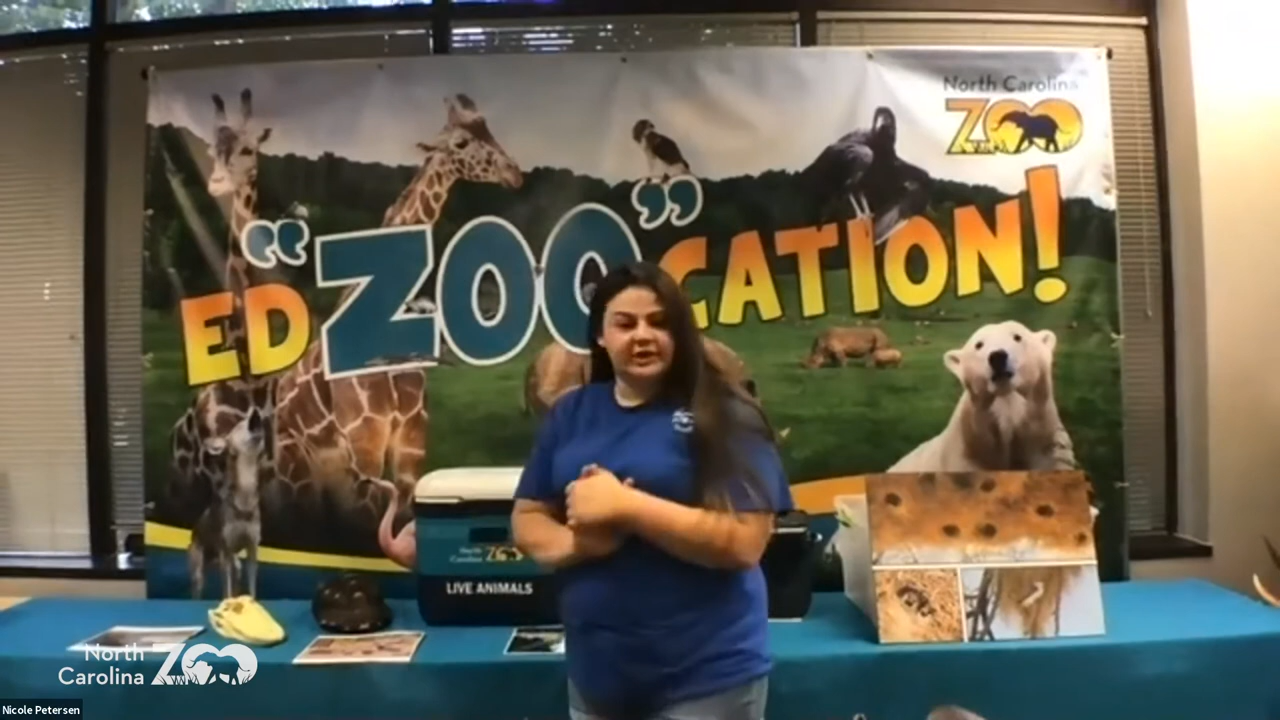 North Carolina
ZOO
ED"ZOO"CATION!
North
Carolina ZOO
LIVE ANIMALS
North
Carolina ZOO
Nicole Petersen